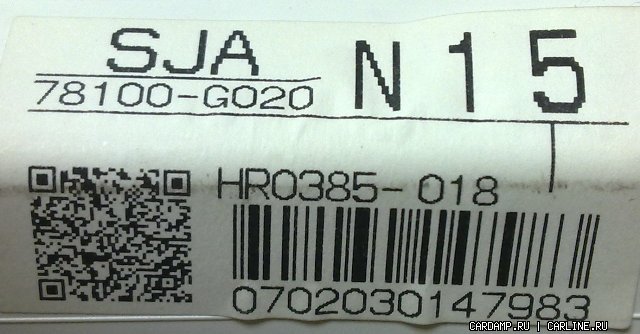 SJA N15
78100-G020
HR0385-018
0702030147983
CARDAMP.RU | CARLINE.RU